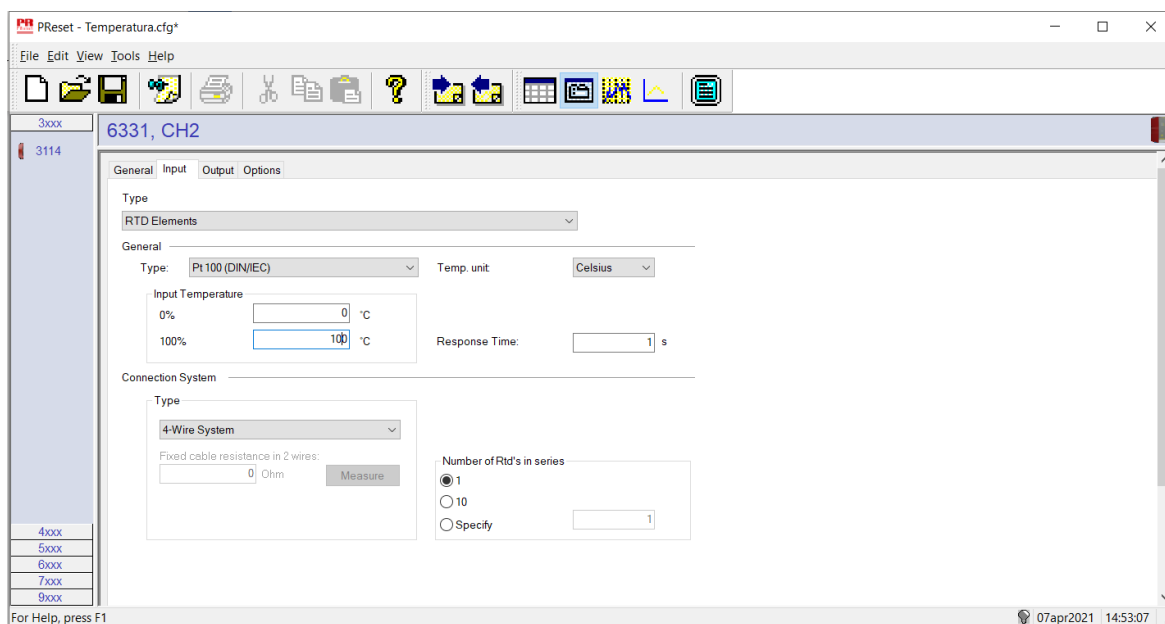 PR PReset - Temperatura.cfg*
File Edit View Tools Help
3xxx
6331, CH2
3114
General Input Output Options
Type
RTD Elements
General
Type: Pt 100 (DIN/IEC) Temp. unit: Celsius
Input Temperature
0% 0 °C
100% 100 °C Response Time: 1 s
Connection System
Type
4-Wire System
Fixed cable resistance in 2 wires:
0 Ohm Measure
Number of Rtd's in series
1
10
Specify 1
4xxx
5xxx
6xxx
7xxx
9xxx
For Help, press F1 07apr2021 14:53:07